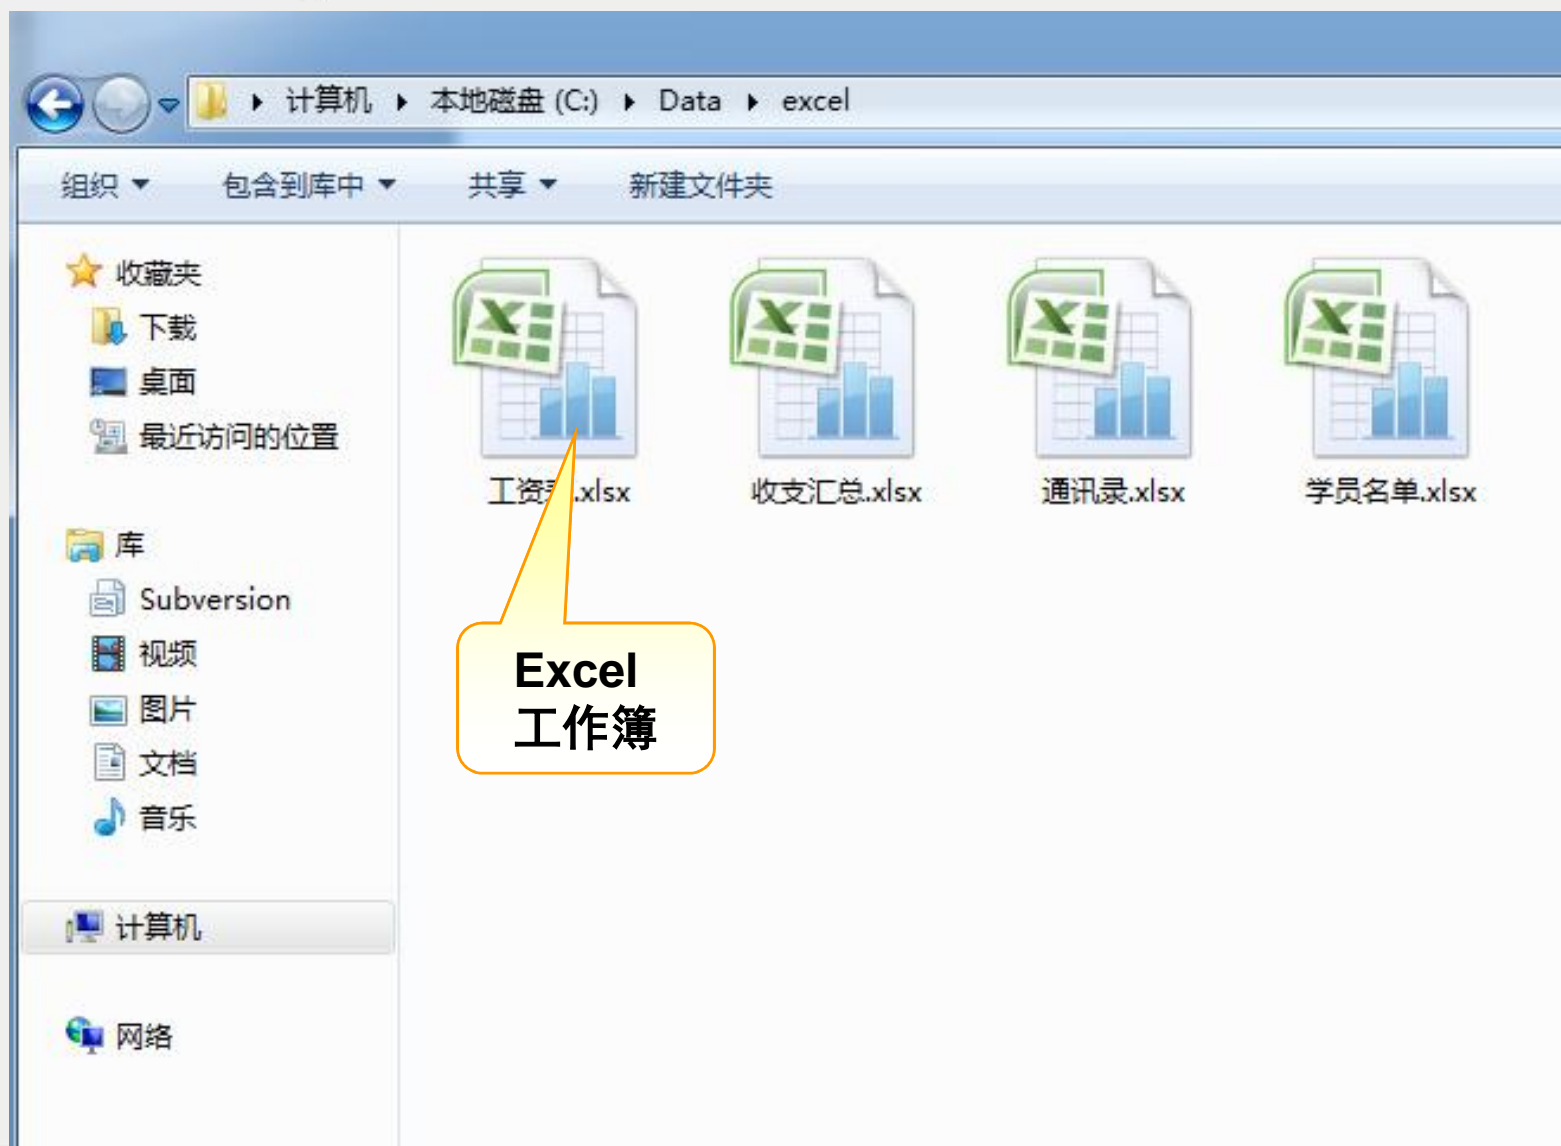 计算机 本地磁盘 (C:) Data excel
组织 包含到库中 共享 新建文件夹
收藏夹
下载
桌面
最近访问的位置
库
Subversion
视频
图片
文档
音乐
计算机
网络
工资表.xlsx 收支汇总.xlsx 通讯录.xlsx 学员名单.xlsx
Excel
工作簿